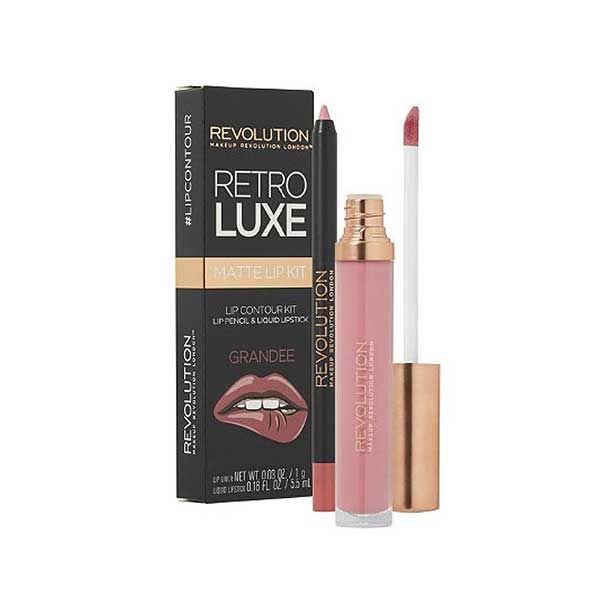 #LIPCONTOUR
REVOLUTION
MAKEUP REVOLUTION LONDON
REVOLUTION
MAKEUP REVOLUTION LONDON™
RETRO
LUXE
MATTE LIP KIT
LIP CONTOUR KIT
LIP PENCIL & LIQUID LIPSTICK
GRANDEE
LIP LINER NET WT 0.03 OZ. / 1 g
LIQUID LIPSTICK 0.18 FL. OZ. / 5.5 mL
REVOLUTION
MAKEUP REVOLUTION LONDON
REVOLUTION
MAKEUP REVOLUTION LONDON